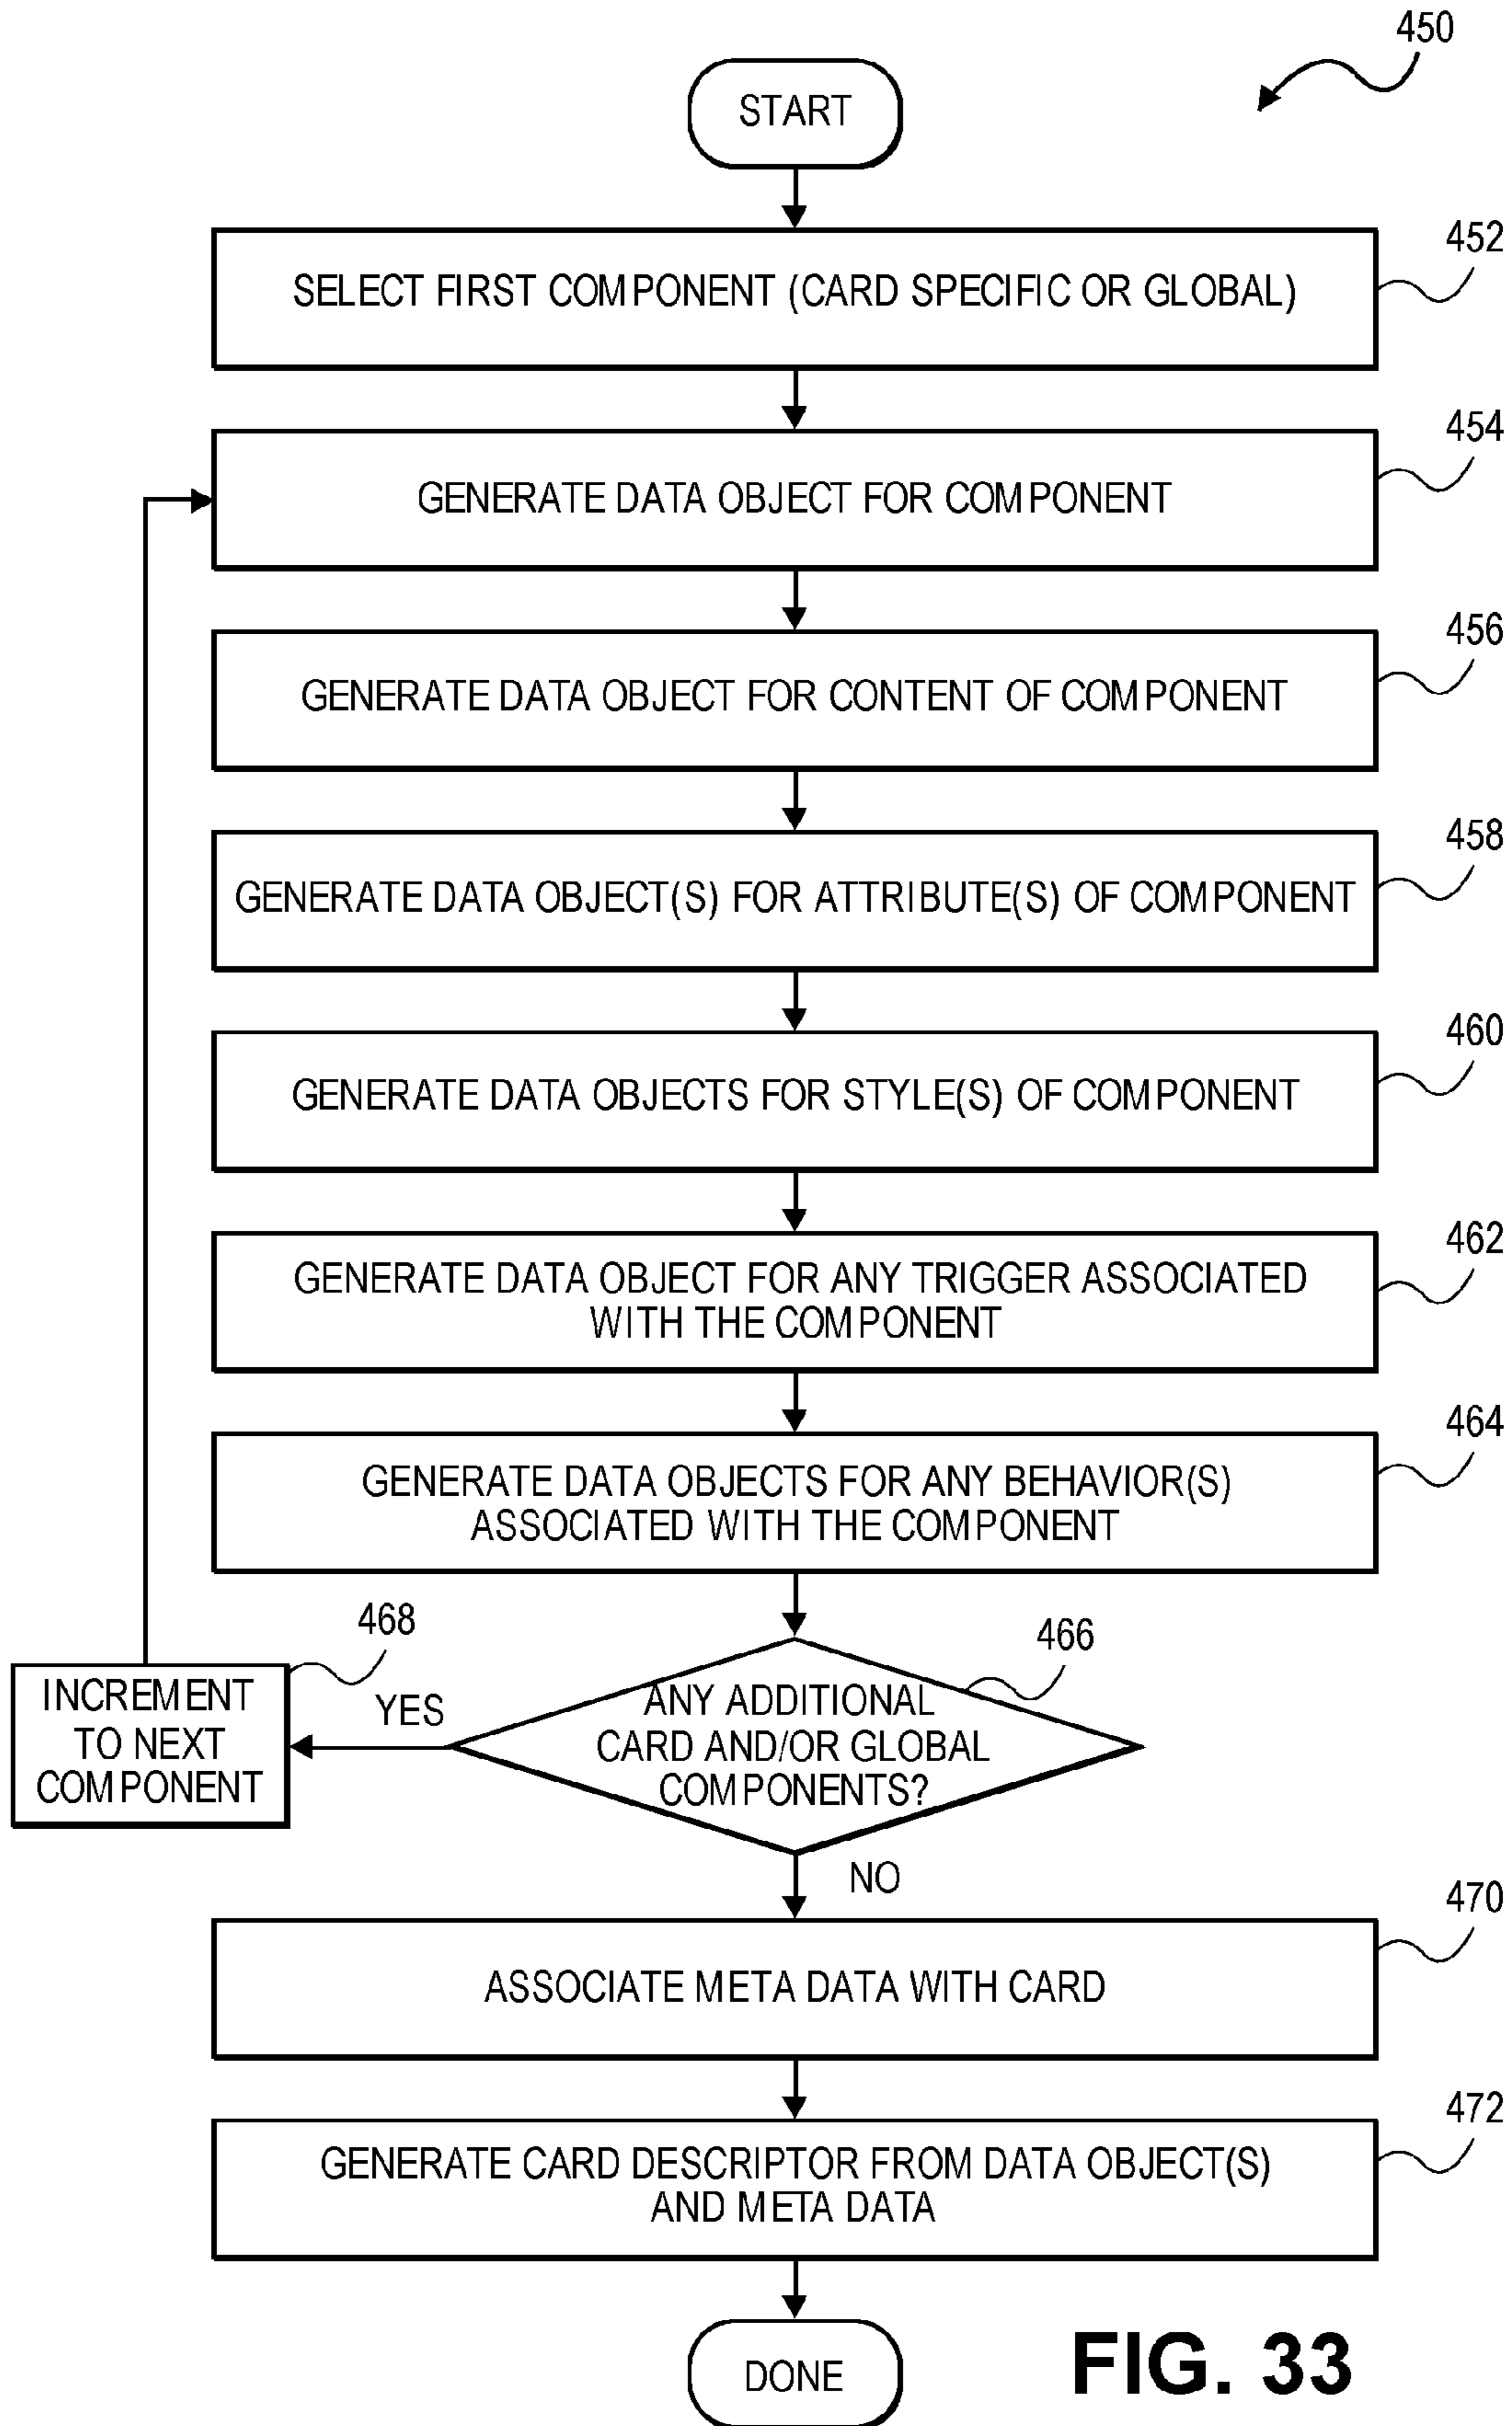 450
START
452
SELECT FIRST COMPONENT (CARD SPECIFIC OR GLOBAL)
454
GENERATE DATA OBJECT FOR COMPONENT
456
GENERATE DATA OBJECT FOR CONTENT OF COMPONENT
458
GENERATE DATA OBJECT(S) FOR ATTRIBUTE(S) OF COMPONENT
460
GENERATE DATA OBJECTS FOR STYLE(S) OF COMPONENT
462
GENERATE DATA OBJECT FOR ANY TRIGGER ASSOCIATED
WITH THE COMPONENT
464
GENERATE DATA OBJECTS FOR ANY BEHAVIOR(S)
ASSOCIATED WITH THE COMPONENT
468
INCREMENT
TO NEXT
COMPONENT
YES
466
ANY ADDITIONAL
CARD AND/OR GLOBAL
COMPONENTS?
NO
470
ASSOCIATE META DATA WITH CARD
472
GENERATE CARD DESCRIPTOR FROM DATA OBJECT(S)
AND META DATA
DONE
FIG. 33